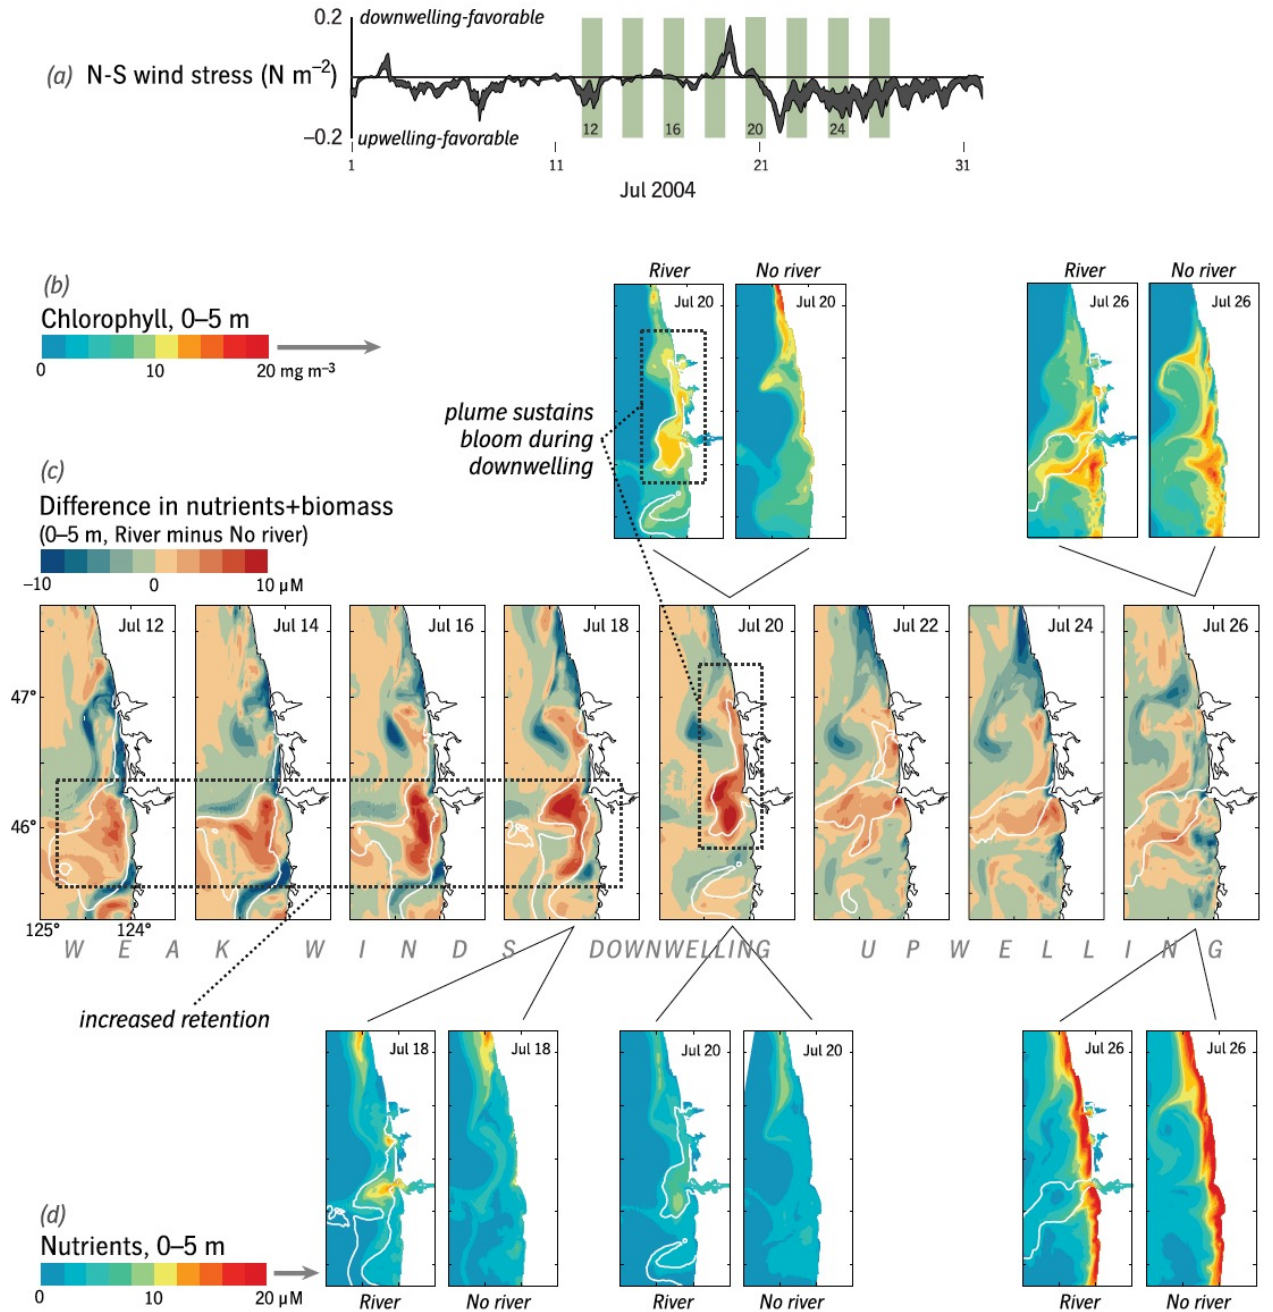 0.2
downwelling-favorable
(a) N-S wind stress (N m⁻²)
12
16
20
24
−0.2
upwelling-favorable
1
11
21
31
Jul 2004
(b)
River
No river
River
No river
Chlorophyll, 0–5 m
Jul 20
Jul 20
Jul 26
Jul 26
0
10
20 mg m⁻³
plume sustains
bloom during
downwelling
(c)
Difference in nutrients+biomass
(0–5 m, River minus No river)
−10
0
10 μM
Jul 12
Jul 14
Jul 16
Jul 18
Jul 20
Jul 22
Jul 24
Jul 26
47°
46°
125°
124°
WEAK WINDS DOWNWELLING UPWELLING
increased retention
Jul 18
Jul 18
Jul 20
Jul 20
Jul 26
Jul 26
(d)
Nutrients, 0–5 m
0
10
20 μM
River
No river
River
No river
River
No river